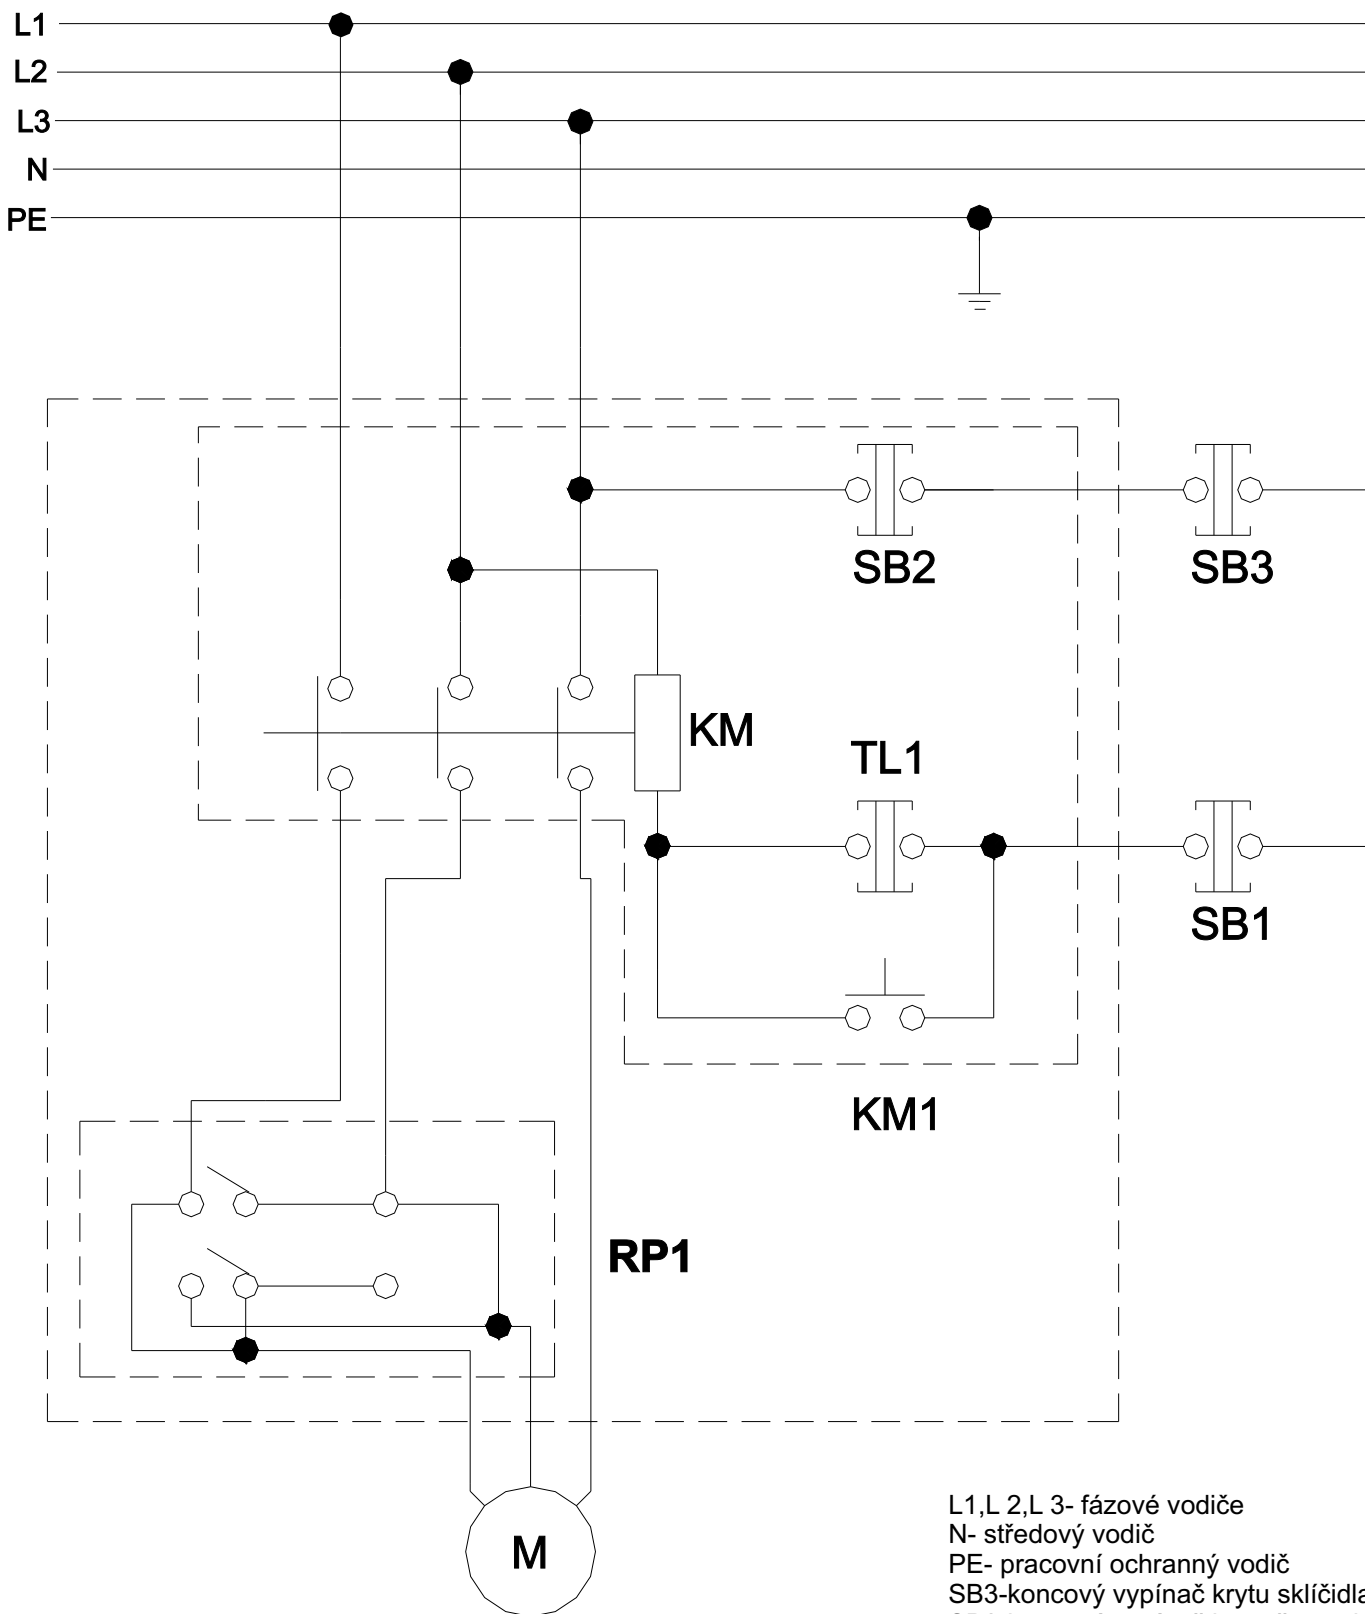 L1
L2
L3
N
PE
SB2
SB3
KM
TL1
SB1
KM1
RP1
M
L1,L 2,L 3- fázové vodiče
N- středový vodič
PE- pracovní ochranný vodič
SB3-koncový vypínač krytu sklíčidla